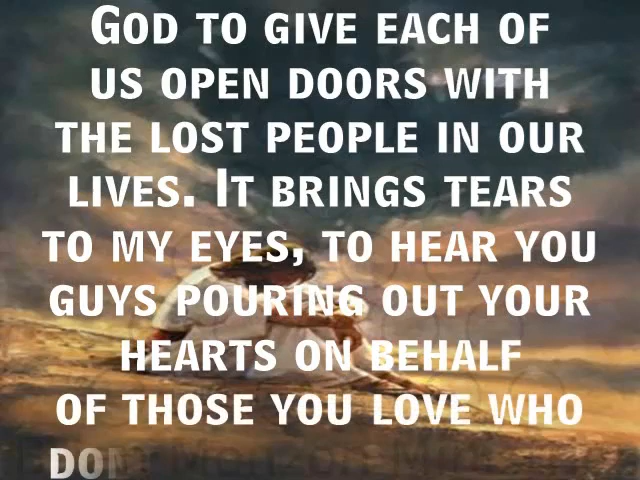 God to give each of
us open doors with
the lost people in our
lives. It brings tears
to my eyes, to hear you
guys pouring out your
hearts on behalf
of those you love who